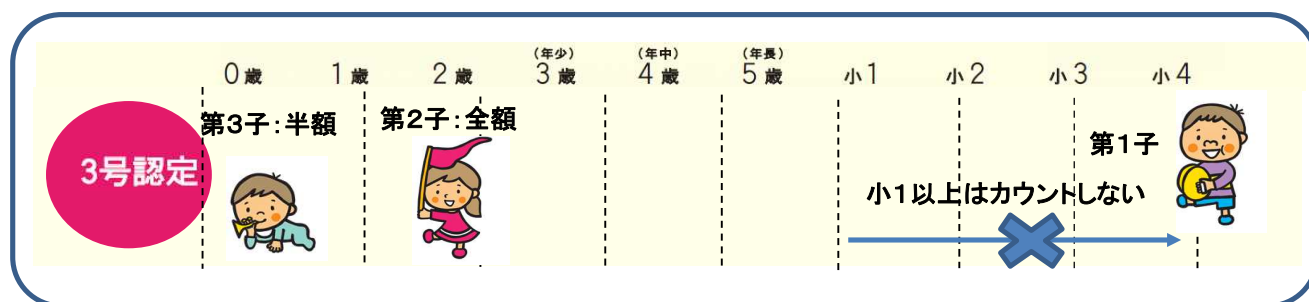 (年少) (年中) (年長)
0歳 1歳 2歳 3歳 4歳 5歳 小1 小2 小3 小4
第3子:半額 第2子:全額
第1子
3号認定
小1以上はカウントしない